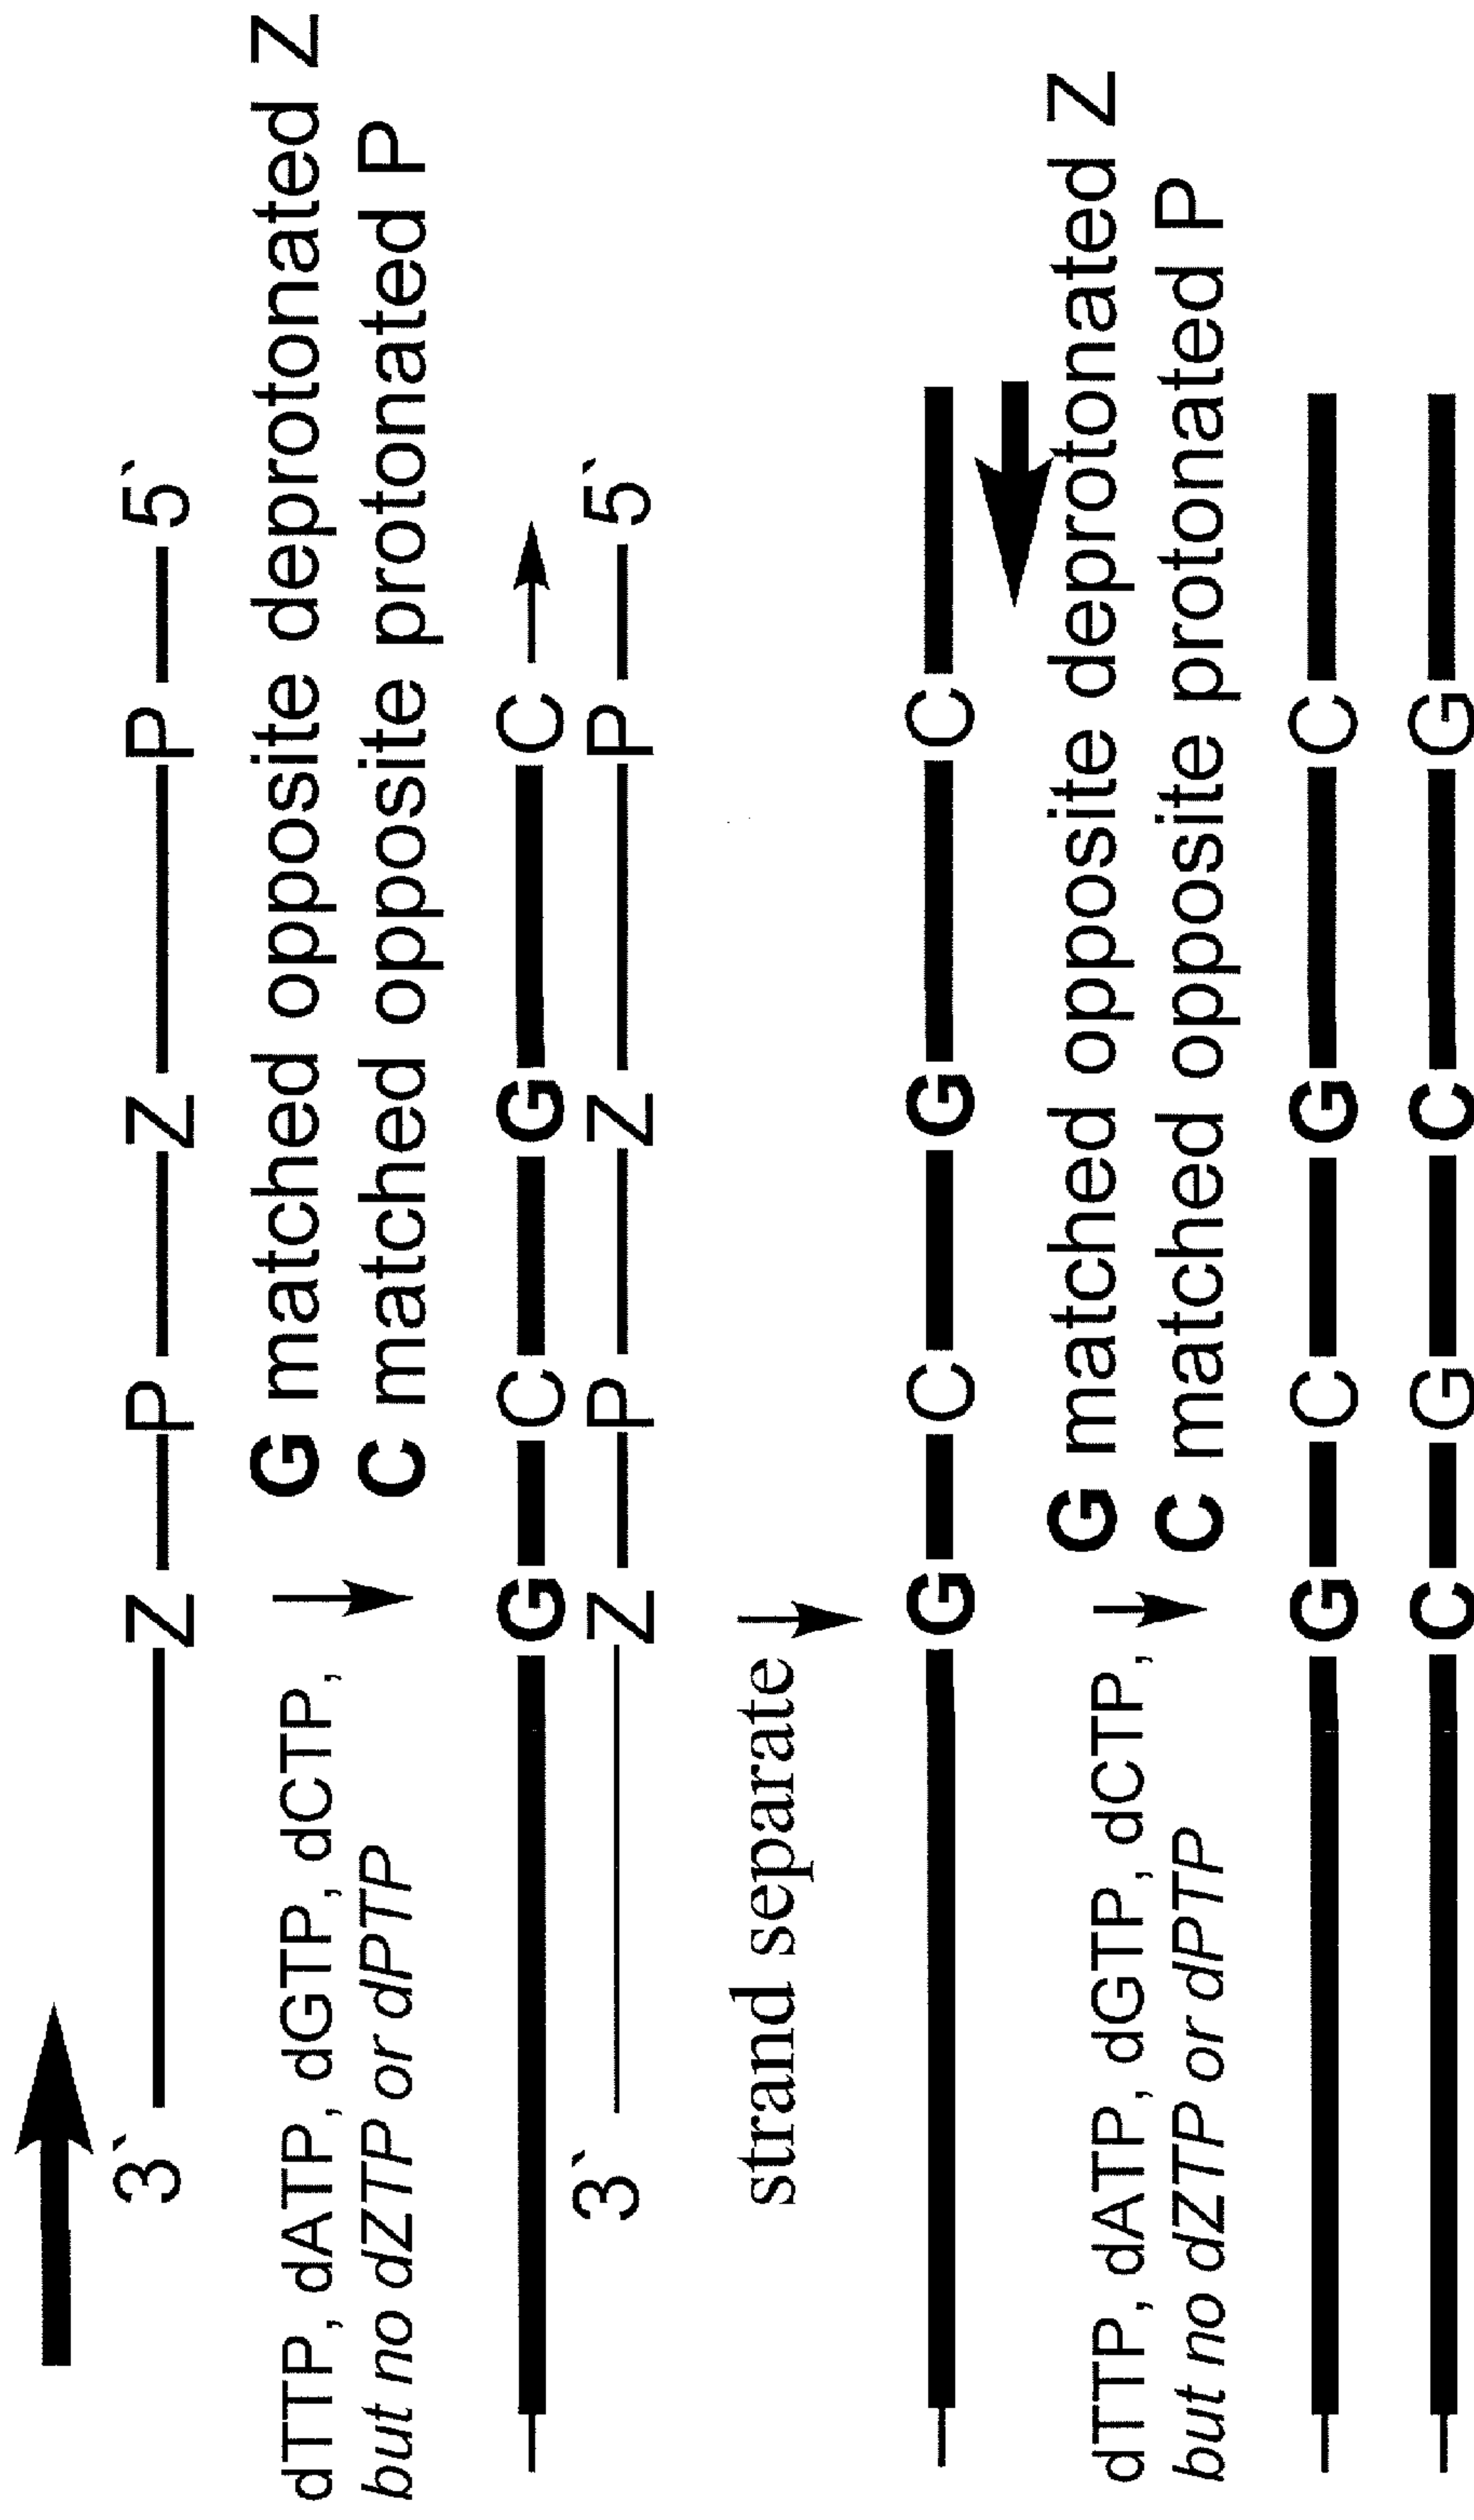 3` Z P Z P 5`
dTTP, dATP, dGTP, dCTP, G matched opposite deprotonated Z
but no dZTP or dPTP C matched opposite protonated P
G C G C
3` Z P Z P 5`
strand separate
G C G C
dTTP, dATP, dGTP, dCTP, G matched opposite deprotonated Z
but no dZTP or dPTP C matched opposite protonated P
G C G C
C G C G